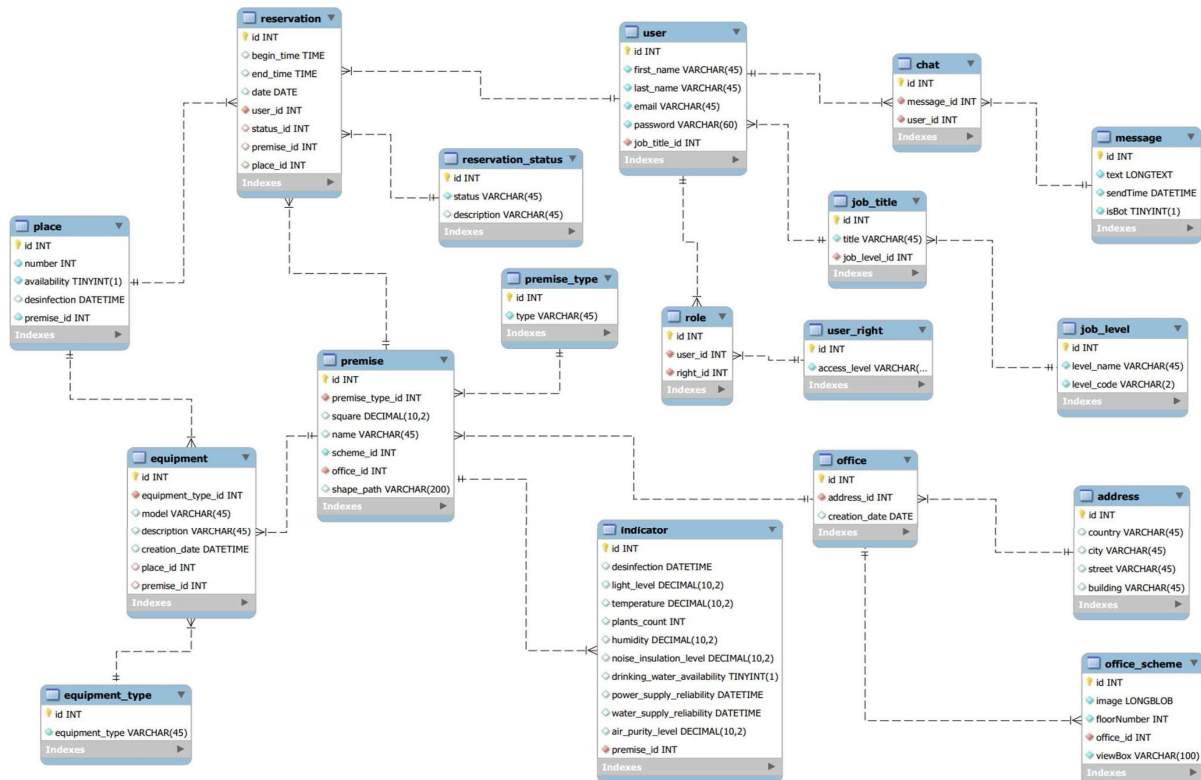 reservation
id INT
begin_time TIME
end_time TIME
date DATE
user_id INT
status_id INT
premise_id INT
place_id INT
Indexes
user
id INT
first_name VARCHAR(45)
last_name VARCHAR(45)
email VARCHAR(45)
password VARCHAR(60)
job_title_id INT
Indexes
chat
id INT
message_id INT
user_id INT
Indexes
message
id INT
text LONGTEXT
sendTime DATETIME
isBot TINYINT(1)
Indexes
reservation_status
id INT
status VARCHAR(45)
description VARCHAR(45)
Indexes
job_title
id INT
title VARCHAR(45)
job_level_id INT
Indexes
place
id INT
number INT
availability TINYINT(1)
desinfection DATETIME
premise_id INT
Indexes
premise_type
id INT
type VARCHAR(45)
Indexes
role
id INT
user_id INT
right_id INT
Indexes
user_right
id INT
access_level VARCHAR(...
Indexes
job_level
id INT
level_name VARCHAR(45)
level_code VARCHAR(2)
Indexes
premise
id INT
premise_type_id INT
square DECIMAL(10,2)
name VARCHAR(45)
scheme_id INT
office_id INT
shape_path VARCHAR(200)
Indexes
equipment
id INT
equipment_type_id INT
model VARCHAR(45)
description VARCHAR(45)
creation_date DATETIME
place_id INT
premise_id INT
Indexes
office
id INT
address_id INT
creation_date DATE
Indexes
address
id INT
country VARCHAR(45)
city VARCHAR(45)
street VARCHAR(45)
building VARCHAR(45)
Indexes
indicator
id INT
desinfection DATETIME
light_level DECIMAL(10,2)
temperature DECIMAL(10,2)
plants_count INT
humidity DECIMAL(10,2)
noise_insulation_level DECIMAL(10,2)
drinking_water_availability TINYINT(1)
power_supply_reliability DATETIME
water_supply_reliability DATETIME
air_purity_level DECIMAL(10,2)
premise_id INT
Indexes
equipment_type
id INT
equipment_type VARCHAR(45)
Indexes
office_scheme
id INT
image LONGBLOB
floorNumber INT
office_id INT
viewBox VARCHAR(100)
Indexes